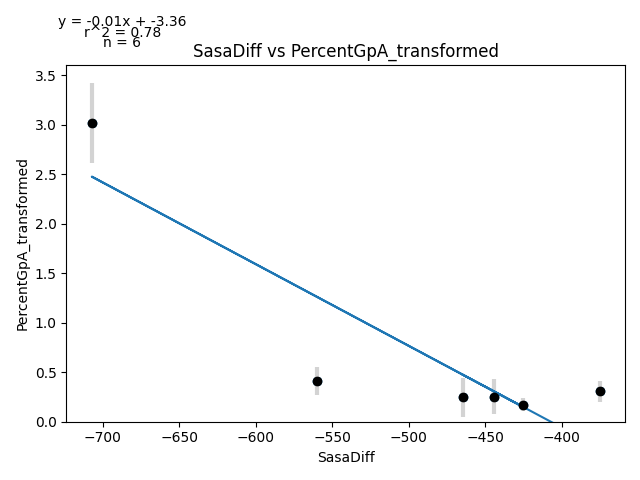 y = -0.01x + -3.36
r^2 = 0.78
n = 6
SasaDiff vs PercentGpA_transformed
3.5
3.0
2.5
2.0
1.5
1.0
0.5
0.0
PercentGpA_transformed
−700
−650
−600
−550
−500
−450
−400
SasaDiff